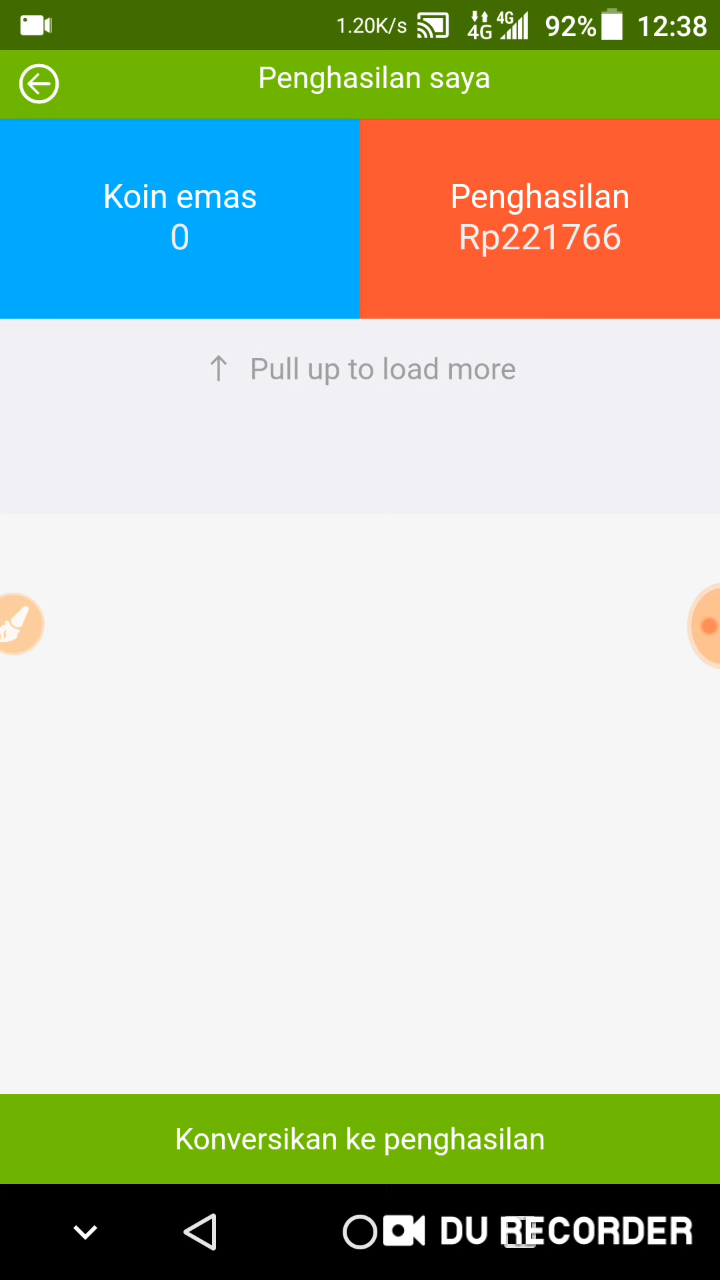 1.20K/s 4G 4G 92% 12:38
Penghasilan saya
Koin emas
0
Penghasilan
Rp221766
↑ Pull up to load more
Konversikan ke penghasilan
DU RECORDER